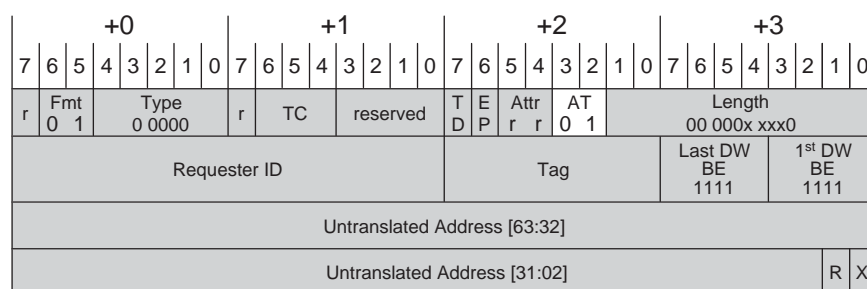 +0 +1 +2 +3
7 6 5 4 3 2 1 0 7 6 5 4 3 2 1 0 7 6 5 4 3 2 1 0 7 6 5 4 3 2 1 0
r Fmt Type r TC reserved T E Attr AT Length
0 1 0 0000 D P r r 0 1 00 000x xxx0
Requester ID Tag Last DW 1st DW
BE BE
1111 1111
Untranslated Address [63:32]
Untranslated Address [31:02] R X